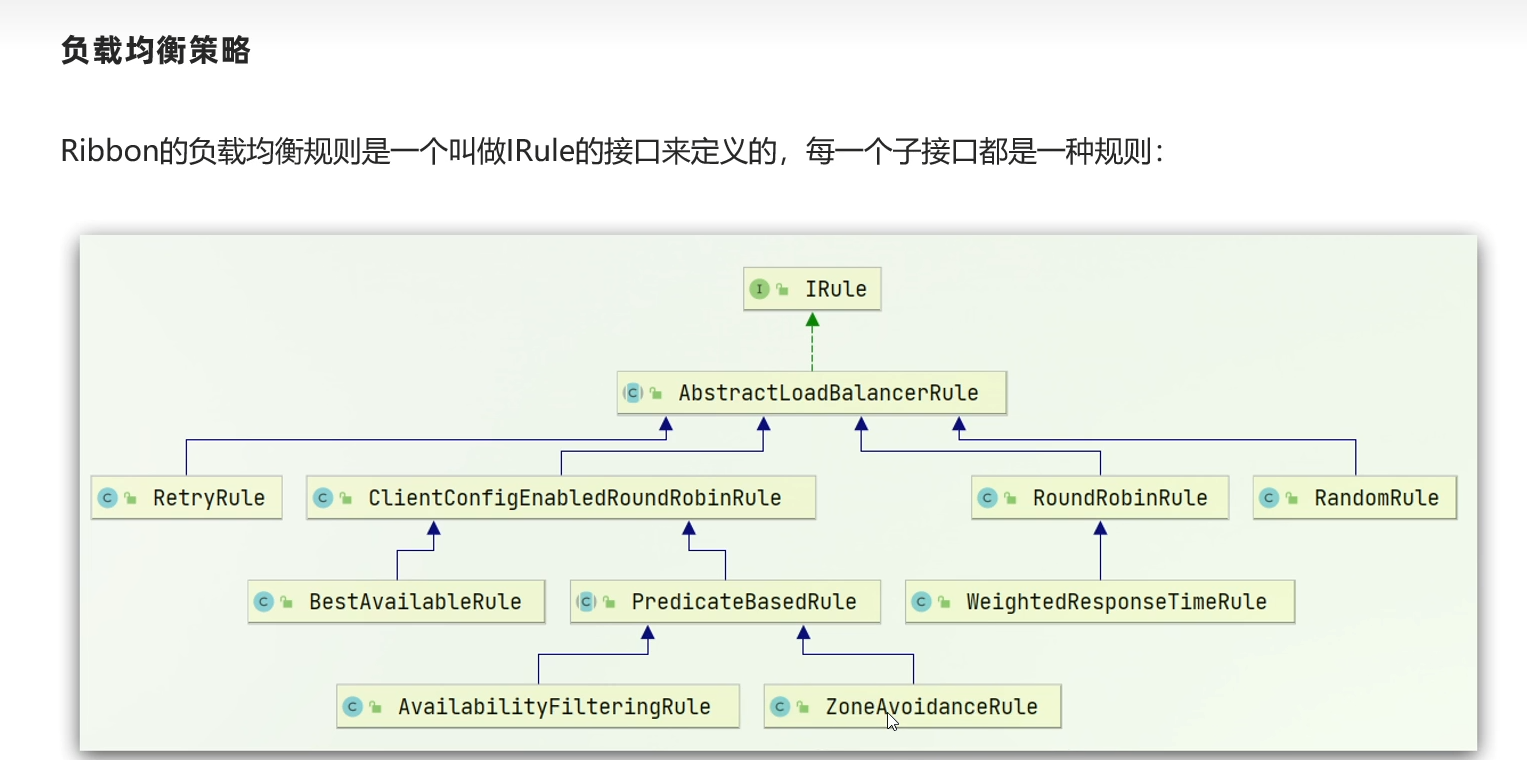 负载均衡策略
Ribbon的负载均衡规则是一个叫做IRule的接口来定义的，每一个子接口都是一种规则：
I IRule
C AbstractLoadBalancerRule
C RetryRule C ClientConfigEnabledRoundRobinRule C RoundRobinRule C RandomRule
C BestAvailableRule C PredicateBasedRule C WeightedResponseTimeRule
C AvailabilityFilteringRule C ZoneAvoidanceRule